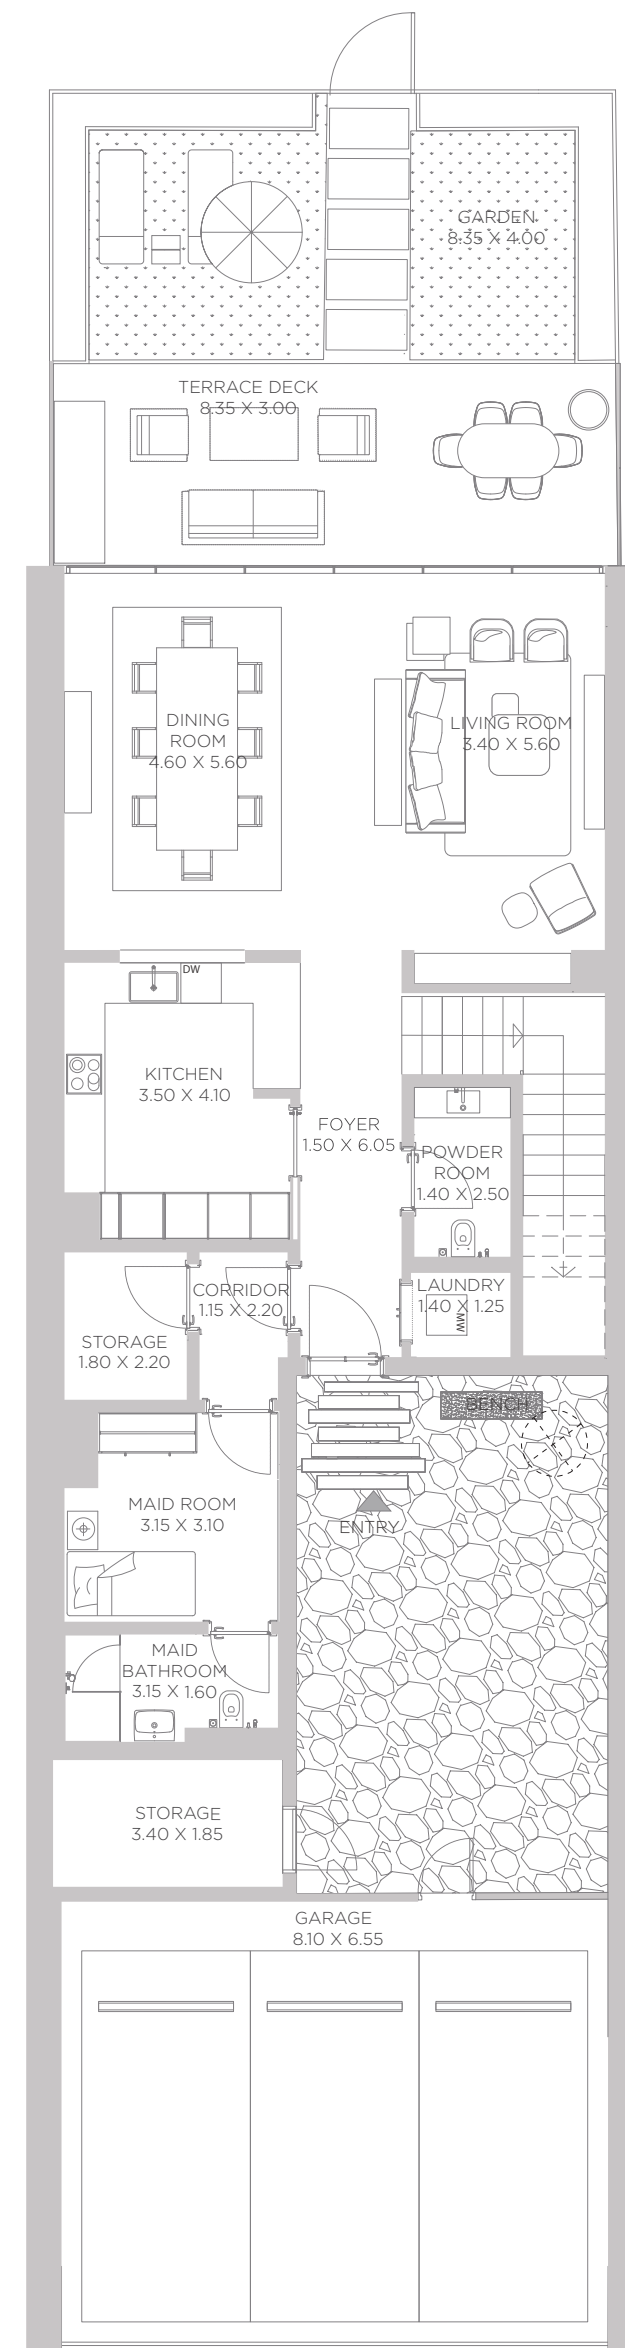 GARDEN
8.35 X 4.00
TERRACE DECK
8.35 X 3.00
DINING
ROOM
4.60 X 5.60
LIVING ROOM
3.40 X 5.60
DW
KITCHEN
3.50 X 4.10
FOYER
1.50 X 6.05
POWDER
ROOM
1.40 X 2.50
CORRIDOR
1.15 X 2.20
LAUNDRY
1.40 X 1.25
MW
STORAGE
1.80 X 2.20
BENCH
MAID ROOM
3.15 X 3.10
ENTRY
MAID
BATHROOM
3.15 X 1.60
STORAGE
3.40 X 1.85
GARAGE
8.10 X 6.55